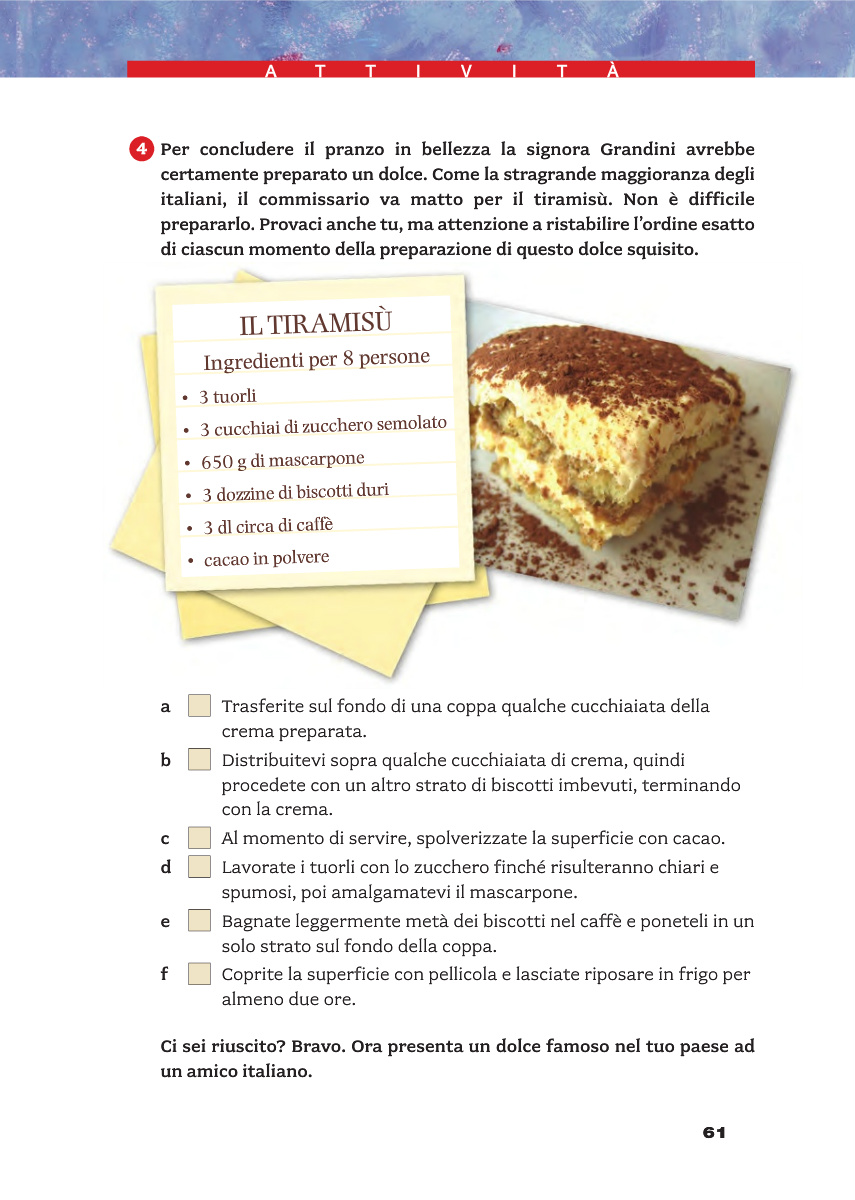 ATTIVITÀ
4 Per concludere il pranzo in bellezza la signora Grandini avrebbe
certamente preparato un dolce. Come la stragrande maggioranza degli
italiani, il commissario va matto per il tiramisù. Non è difficile
prepararlo. Provaci anche tu, ma attenzione a ristabilire l’ordine esatto
di ciascun momento della preparazione di questo dolce squisito.
IL TIRAMISÙ
Ingredienti per 8 persone
• 3 tuorli
• 3 cucchiai di zucchero semolato
• 650 g di mascarpone
• 3 dozzine di biscotti duri
• 3 dl circa di caffè
• cacao in polvere
a Trasferite sul fondo di una coppa qualche cucchiaiata della
crema preparata.
b Distribuitevi sopra qualche cucchiaiata di crema, quindi
procedete con un altro strato di biscotti imbevuti, terminando
con la crema.
c Al momento di servire, spolverizzate la superficie con cacao.
d Lavorate i tuorli con lo zucchero finché risulteranno chiari e
spumosi, poi amalgamatevi il mascarpone.
e Bagnate leggermente metà dei biscotti nel caffè e poneteli in un
solo strato sul fondo della coppa.
f Coprite la superficie con pellicola e lasciate riposare in frigo per
almeno due ore.
Ci sei riuscito? Bravo. Ora presenta un dolce famoso nel tuo paese ad
un amico italiano.
61